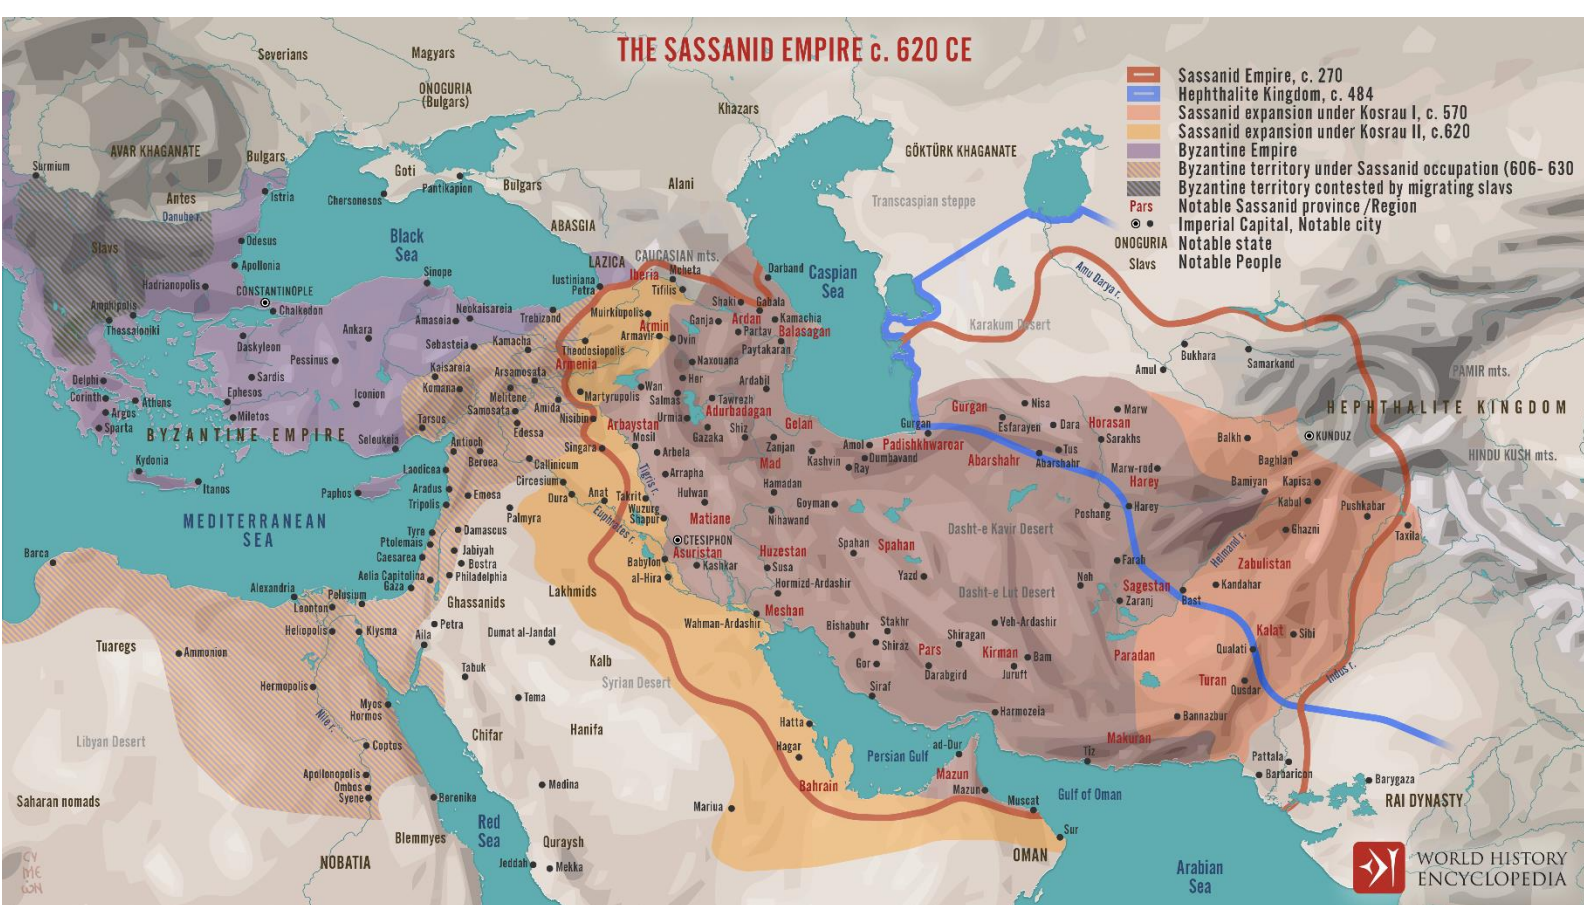 THE SASSANID EMPIRE c. 620 CE
Sassanid Empire, c. 270
Hephthalite Kingdom, c. 484
Sassanid expansion under Kosrau I, c. 570
Sassanid expansion under Kosrau II, c.620
Byzantine Empire
Byzantine territory under Sassanid occupation (606- 630
Byzantine territory contested by migrating slavs
Pars
Notable Sassanid province /Region
Imperial Capital, Notable city
ONOGURIA
Notable state
Slavs
Notable People
Severians
Magyars
ONOGURIA
(Bulgars)
Khazars
AVAR KHAGANATE
Bulgars
Surmium
Goti
Pantikapion
Bulgars
Alani
GÖKTÜRK KHAGANATE
Transcaspian steppe
Antes
Istria
Chersonesos
Danube r.
ABASGIA
Slavs
Odesus
Black
Sea
LAZICA
CAUCASIAN mts.
Apollonia
Sinope
Iustiniana
Petra
Iberia
Mcheta
Darband
Caspian
Sea
Amu Darya r.
Hadrianopolis
CONSTANTINOPLE
Tifilis
Amphipolis
Chalkedon
Neokaisareia
Trebizond
Muirkiupolis
Shaki
Gabala
Thessaloniki
Amaseia
Armin
Ganja
Ardan
Kamachia
Karakum Desert
Ankara
Armavir
Dvin
Partav
Balasagan
Daskyleon
Sebasteia
Kamacha
Theodosiopolis
Paytakaran
Bukhara
Samarkand
Pessinus
Armenia
Naxouana
Amul
PAMIR mts.
Delphi
Sardis
Kaisareia
Arsamosata
Her
Ardabil
Corinth
Athens
Ephesos
Iconion
Komana
Melitene
Martyrupolis
Wan
Salmas
Tawrezh
Gurgan
Nisa
Marw
HEPHTHALITE KINGDOM
Argos
Sparta
Miletos
Tarsos
Samosata
Amida
Nisibin
Urmia
Adurbadagan
Esfarayen
Dara
Horasan
BYZANTINE EMPIRE
Seleukeia
Edessa
Arbaystan
Gazaka
Shiz
Gelan
Gurgan
Sarakhs
Balkh
KUNDUZ
Antioch
Singara
Mosil
Zanjan
Amol
Padishkhwaroar
Tus
Kydonia
Beroea
Callinicum
Arbela
Kashvin
Dumbavand
Ray
Abarshahr
Abarshahr
Baghlan
HINDU KUSH mts.
Laodicea
Circesium
Arrapha
Mad
Marw-rod
Harey
Itanos
Paphos
Aradus
Emosa
Dura
Anat
Takrit
Tigris r.
Hulwan
Hamadan
Bamiyan
Kapisa
Tripolis
Wuzurg
Shapur
Goyman
Kabul
Pushkabar
MEDITERRANEAN
SEA
Palmyra
Euphrates r.
Matiane
Nihawand
Poshang
Harey
Damascus
Dasht-e Kavir Desert
Ghazni
Taxila
Barca
Tyre
Ptolemais
Jabiyah
CTESIPHON
Asuristan
Huzestan
Spahan
Spahan
Helmand r.
Caesarea
Bostra
Babylon
Kashkar
Susa
Farah
Zabulistan
Aelia Capitolina
Philadelphia
al-Hira
Hormizd-Ardashir
Yazd
Neh
Sagestan
Kandahar
Alexandria
Pelusium
Gaza
Ghassanids
Lakhmids
Dasht-e Lut Desert
Zaranj
Bast
Leonton
Wahman-Ardashir
Meshan
Heliopolis
Klysma
Petra
Bishabuhr
Stakhr
Veh-Ardashir
Kalat
Sibi
Tuaregs
Aila
Dumat al-Jandal
Shiraz
Shiragan
Ammonion
Kalb
Pars
Kirman
Bam
Paradan
Qualati
Tabuk
Gor
Darabgird
Juruft
Indus r.
Hermopolis
Syrian Desert
Siraf
Turan
Qusdar
Nile r.
Myos
Hormos
Tema
Harmozeia
Bannazbur
Libyan Desert
Chifar
Hanifa
Hatta
Coptos
Hagar
Persian Gulf
ad-Dur
Makuran
Tiz
Pattala
Apollonopolis
Ombos
Syene
Medina
Bahrain
Mazun
Mazun
Barbaricon
Barygaza
Saharan nomads
Berenike
Mariua
Muscat
Gulf of Oman
RAI DYNASTY
Blemmyes
Red
Sea
Quraysh
Sur
NOBATIA
Jeddah
Mekka
OMAN
Arabian
Sea
CV
ME
ŪN
WORLD HISTORY
ENCYCLOPEDIA